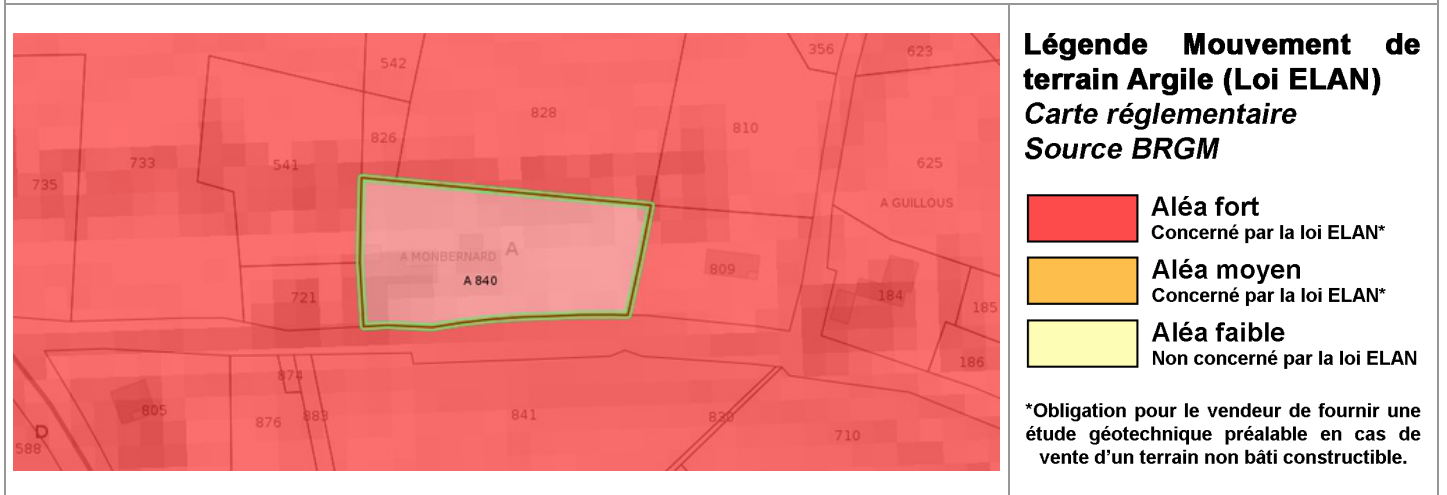 542
356
623
828
826
810
733
541
625
735
A GUILLOUS
A
A MONBERNARD
809
A 840
721
184
185
186
874
805
876
883
841
830
D
588
710
Légende Mouvement de
terrain Argile (Loi ELAN)
Carte réglementaire
Source BRGM
Aléa fort
Concerné par la loi ELAN*
Aléa moyen
Concerné par la loi ELAN*
Aléa faible
Non concerné par la loi ELAN
*Obligation pour le vendeur de fournir une
étude géotechnique préalable en cas de
vente d’un terrain non bâti constructible.